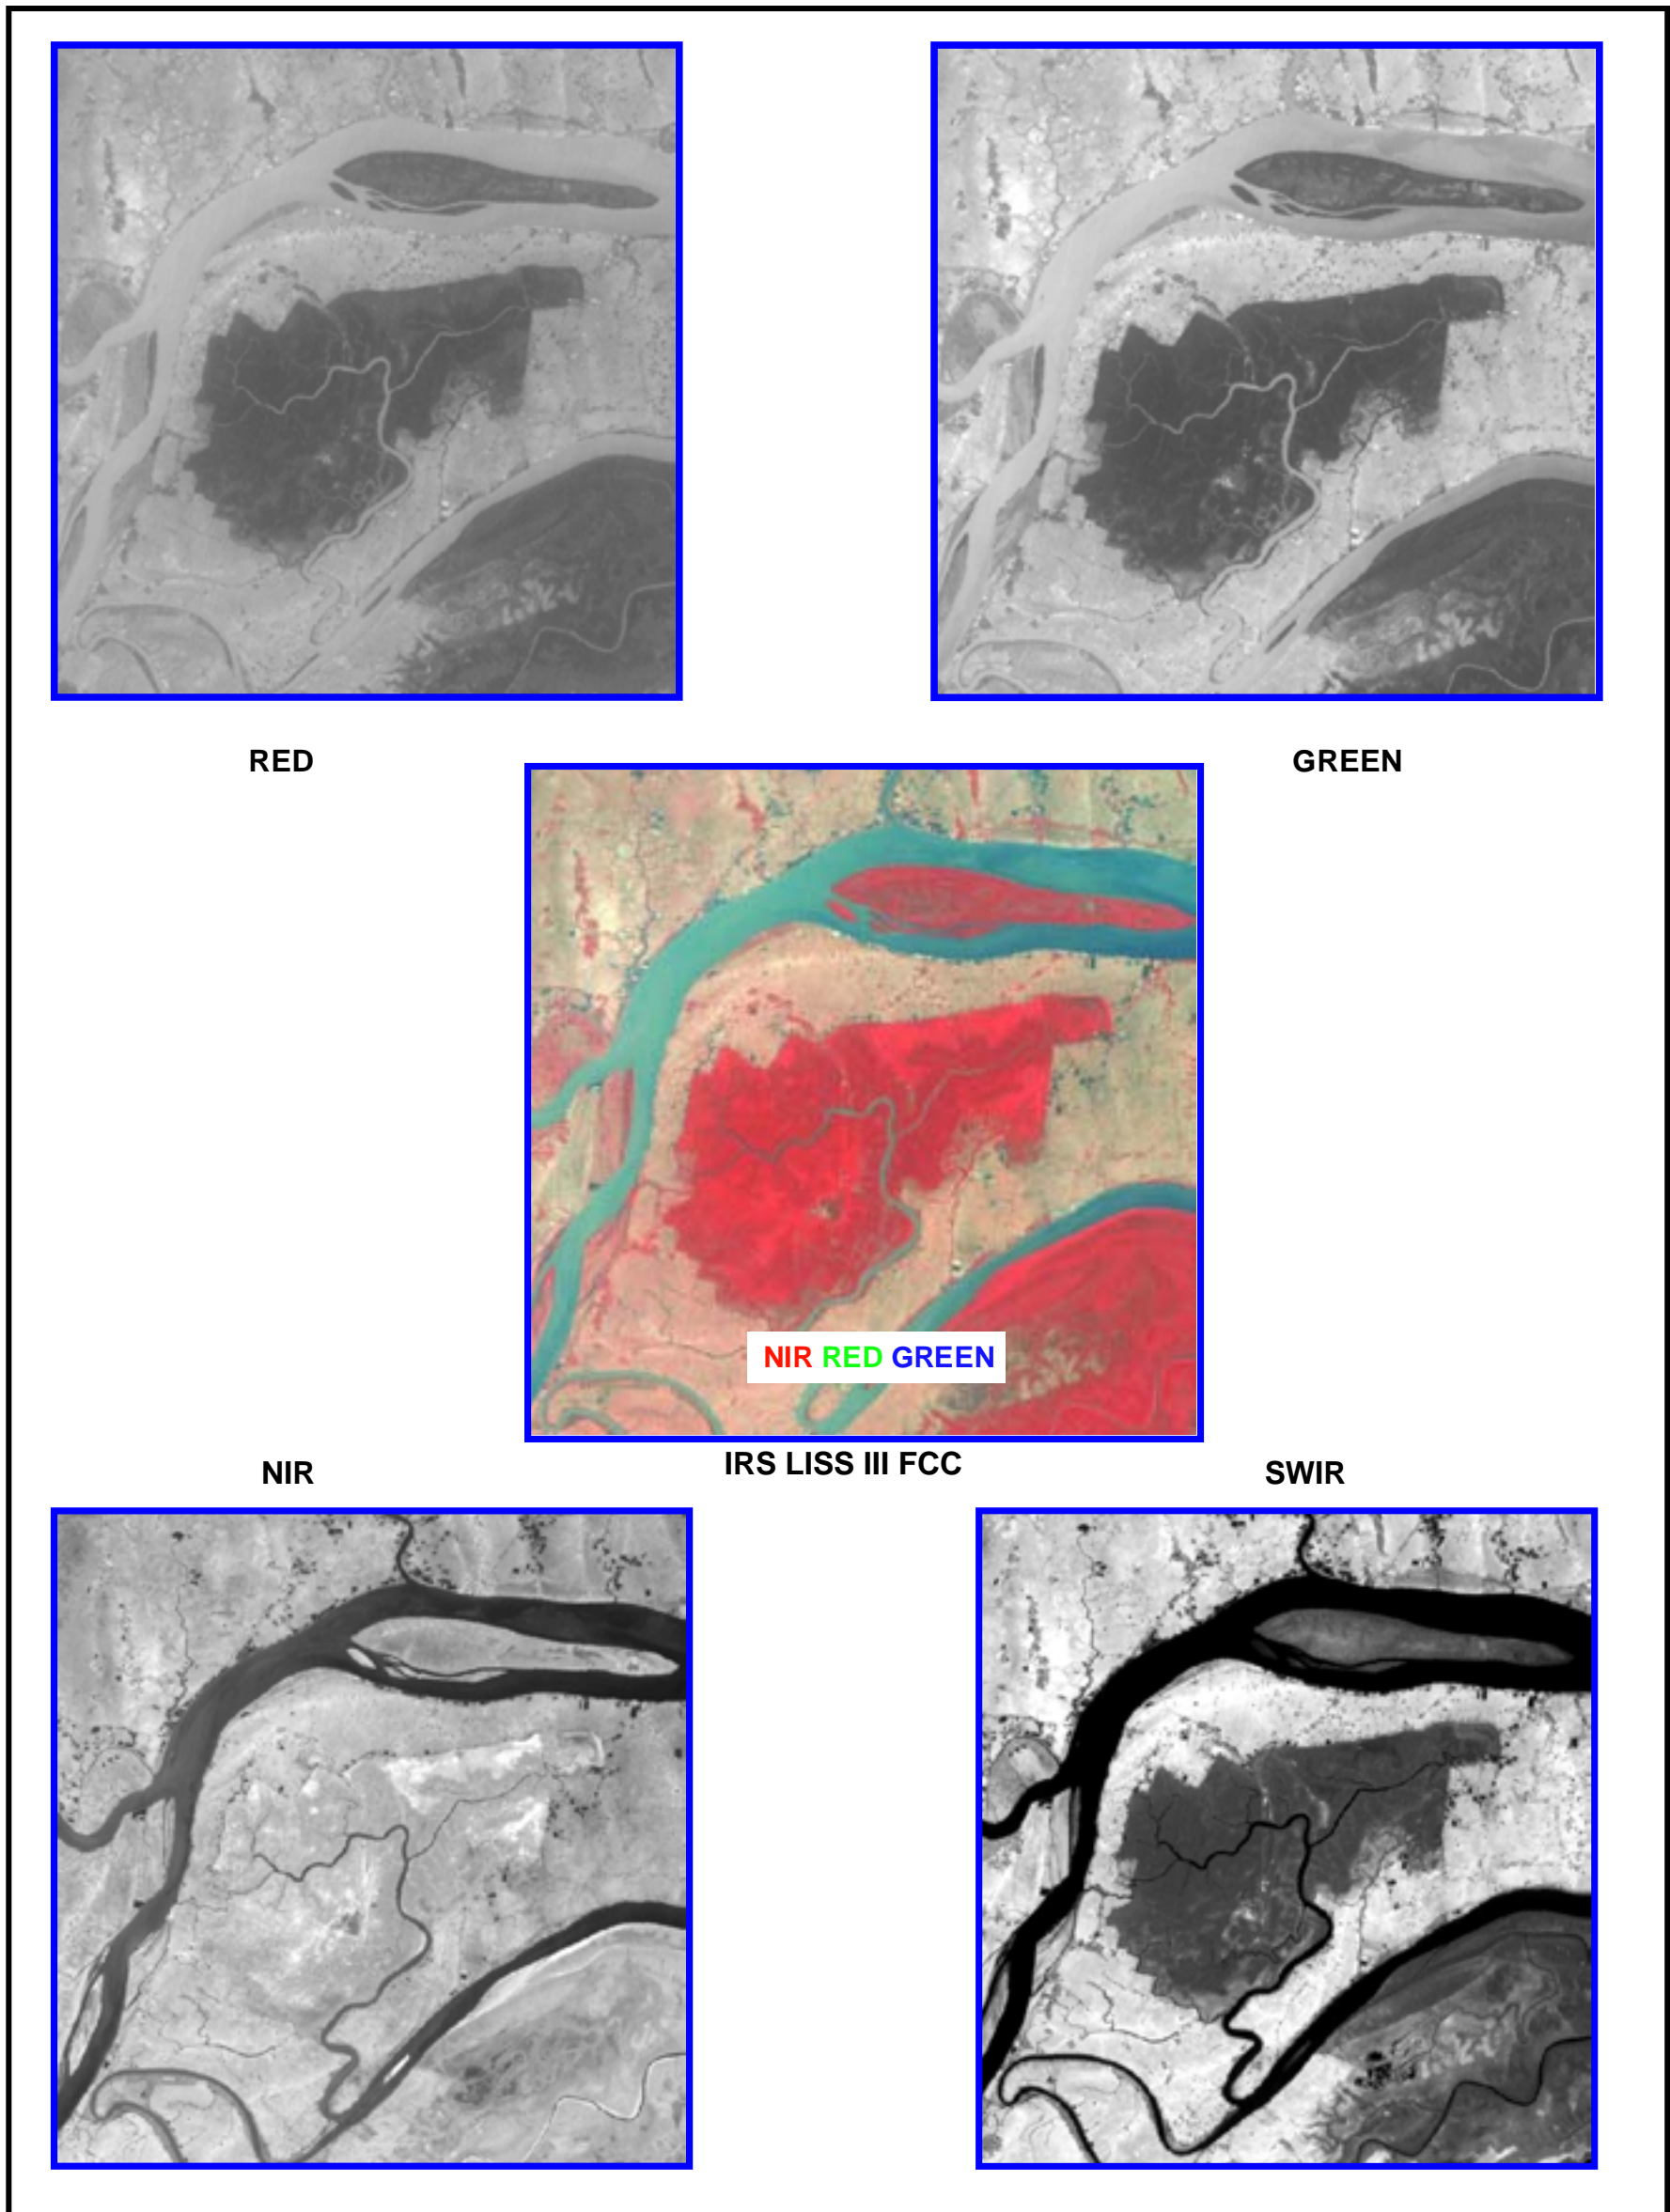 RED
GREEN
NIR RED GREEN
IRS LISS III FCC
NIR
SWIR